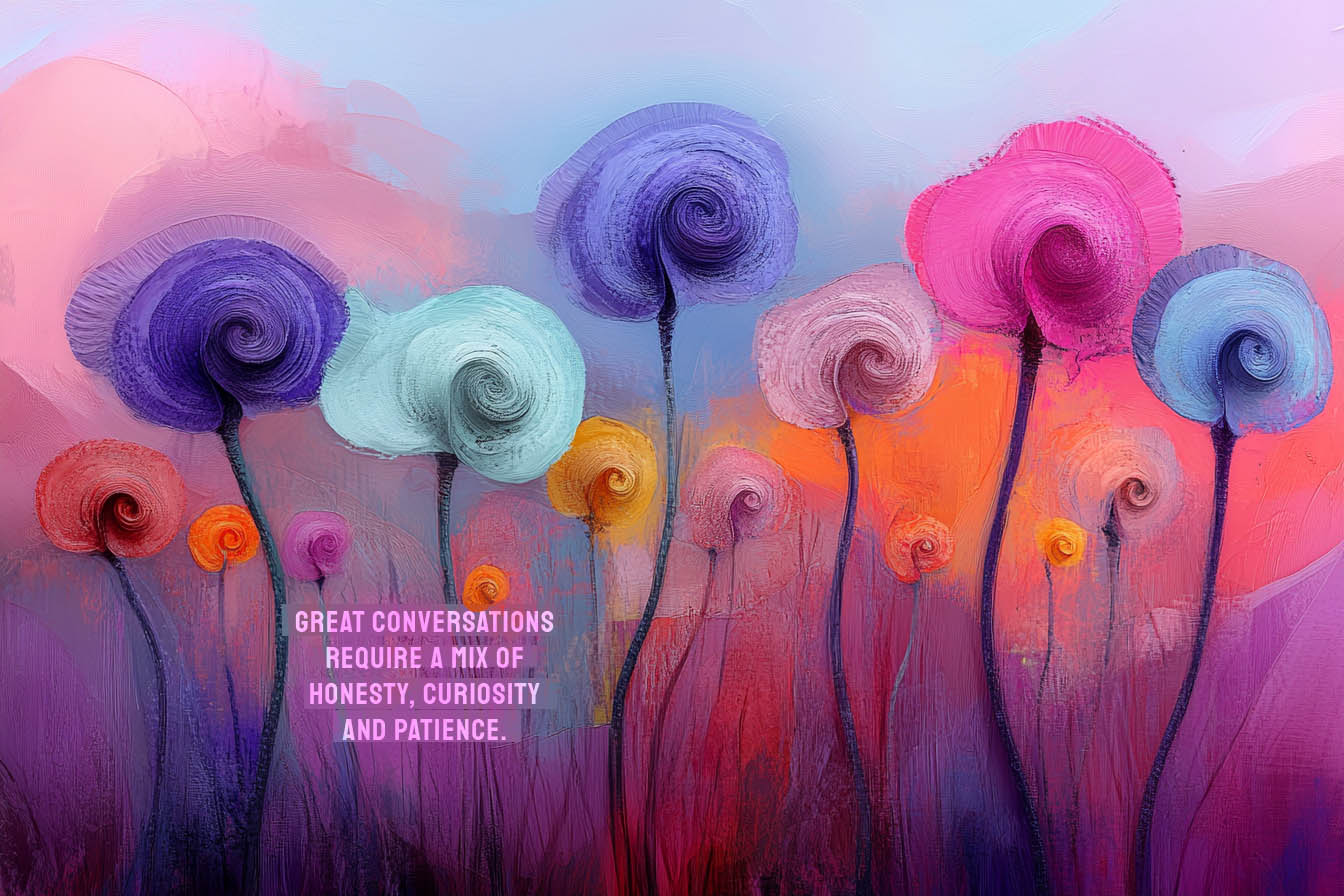 GREAT CONVERSATIONS
REQUIRE A MIX OF
HONESTY, CURIOSITY
AND PATIENCE.